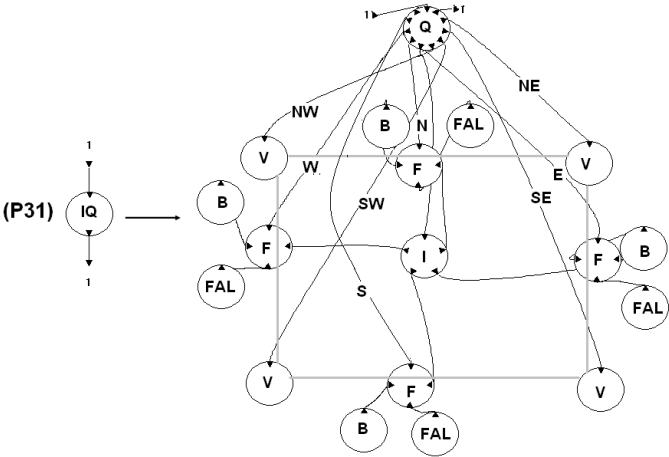 1 1
Q
NE
NW
B N FAL
1
V F V
W E
B SW SE
(P31) IQ
F I F B
FAL S FAL
1
V F V
B FAL